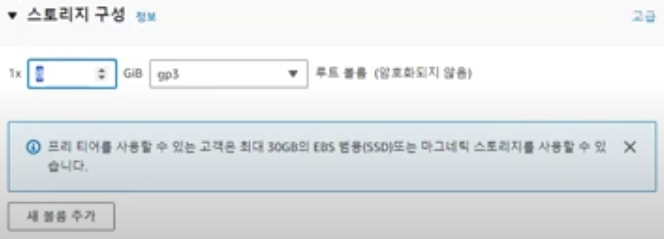 ▼ 스토리지 구성 정보
고급
1x 8 GiB gp3 루트 볼륨 (암호화되지 않음)
프리 티어를 사용할 수 있는 고객은 최대 30GB의 EBS 범용(SSD)또는 마그네틱 스토리지를 사용할 수 있
습니다.
새 볼륨 추가